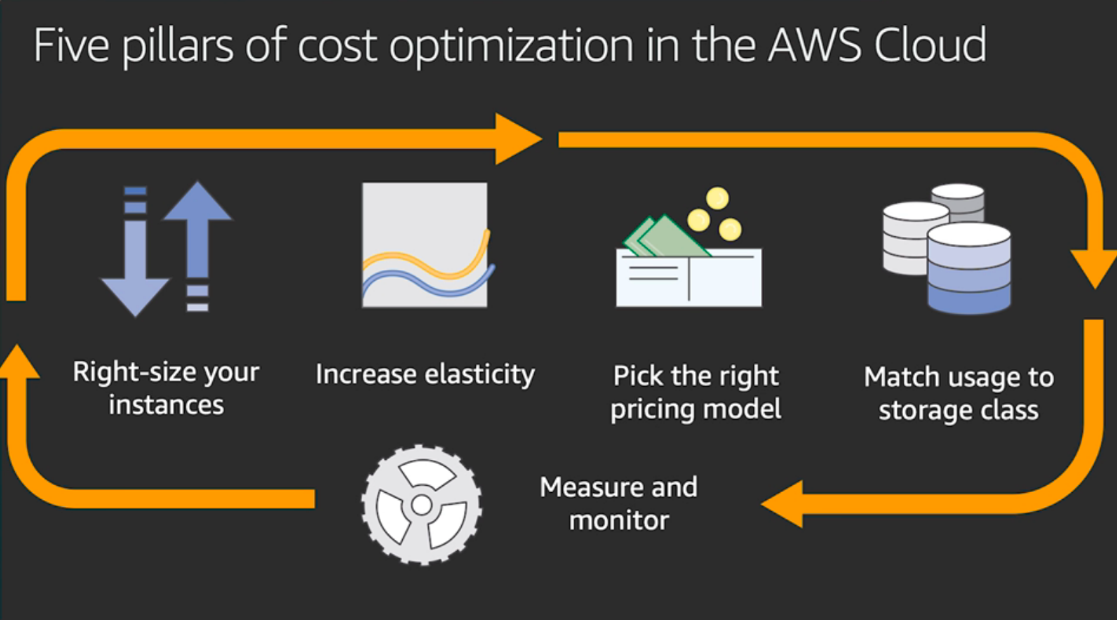 Five pillars of cost optimization in the AWS Cloud
Right-size your
instances
Increase elasticity
Pick the right
pricing model
Match usage to
storage class
Measure and
monitor